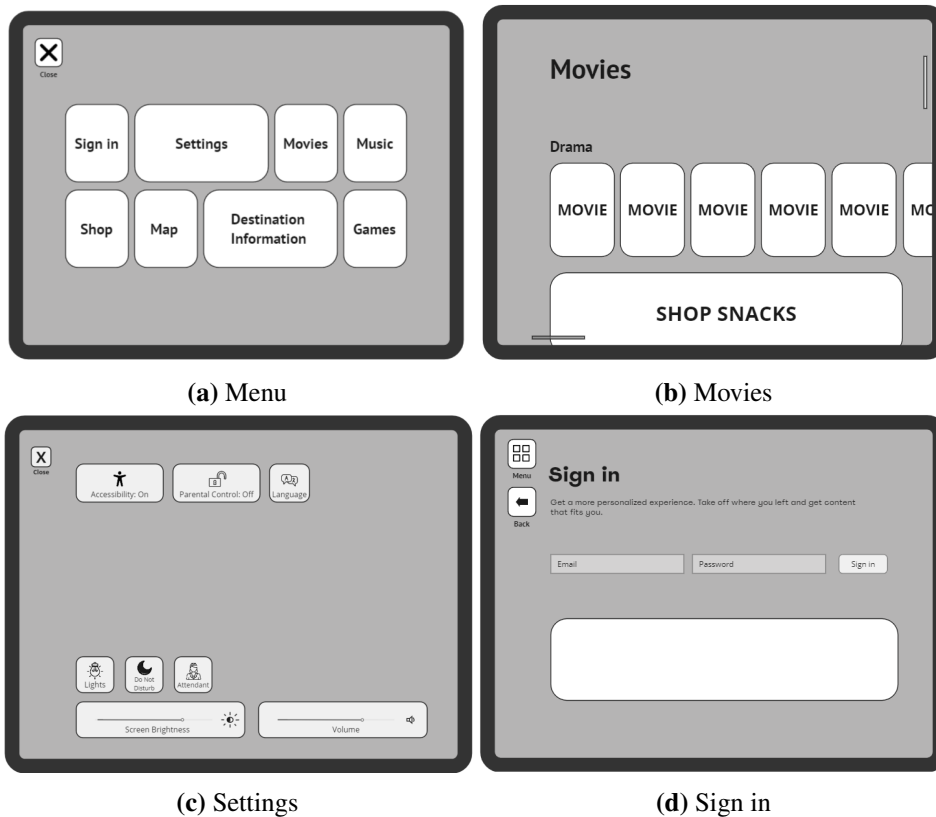 Close
Sign in
Settings
Movies
Music
Shop
Map
Destination
Information
Games
(a) Menu
Movies
Drama
MOVIE MOVIE MOVIE MOVIE MOVIE MO
SHOP SNACKS
(b) Movies
X
Close
Accessibility: On
Parental Control: Off
Language
Lights
Do Not
Disturb
Attendant
Screen Brightness
Volume
(c) Settings
Menu
Back
Sign in
Get a more personalized experience. Take off where you left and get content
that fits you.
Email
Password
Sign in
(d) Sign in